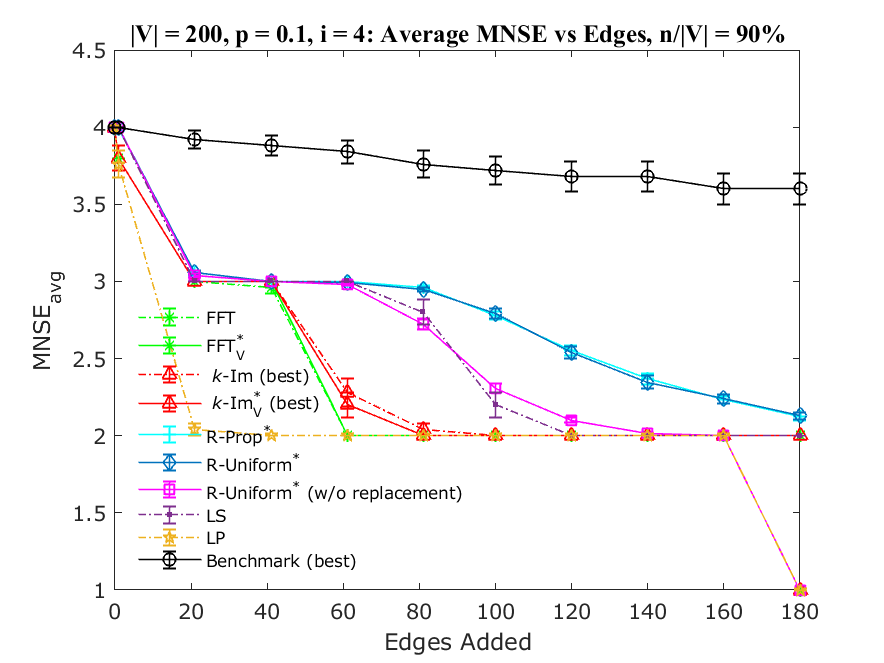 |V| = 200, p = 0.1, i = 4: Average MNSE vs Edges, n/|V| = 90%
4.5
4
3.5
3
2.5
2
1.5
1
MNSE_avg
FFT
FFT*_V
k-Im (best)
k-Im*_V (best)
R-Prop*
R-Uniform*
R-Uniform* (w/o replacement)
LS
LP
Benchmark (best)
0 20 40 60 80 100 120 140 160 180
Edges Added